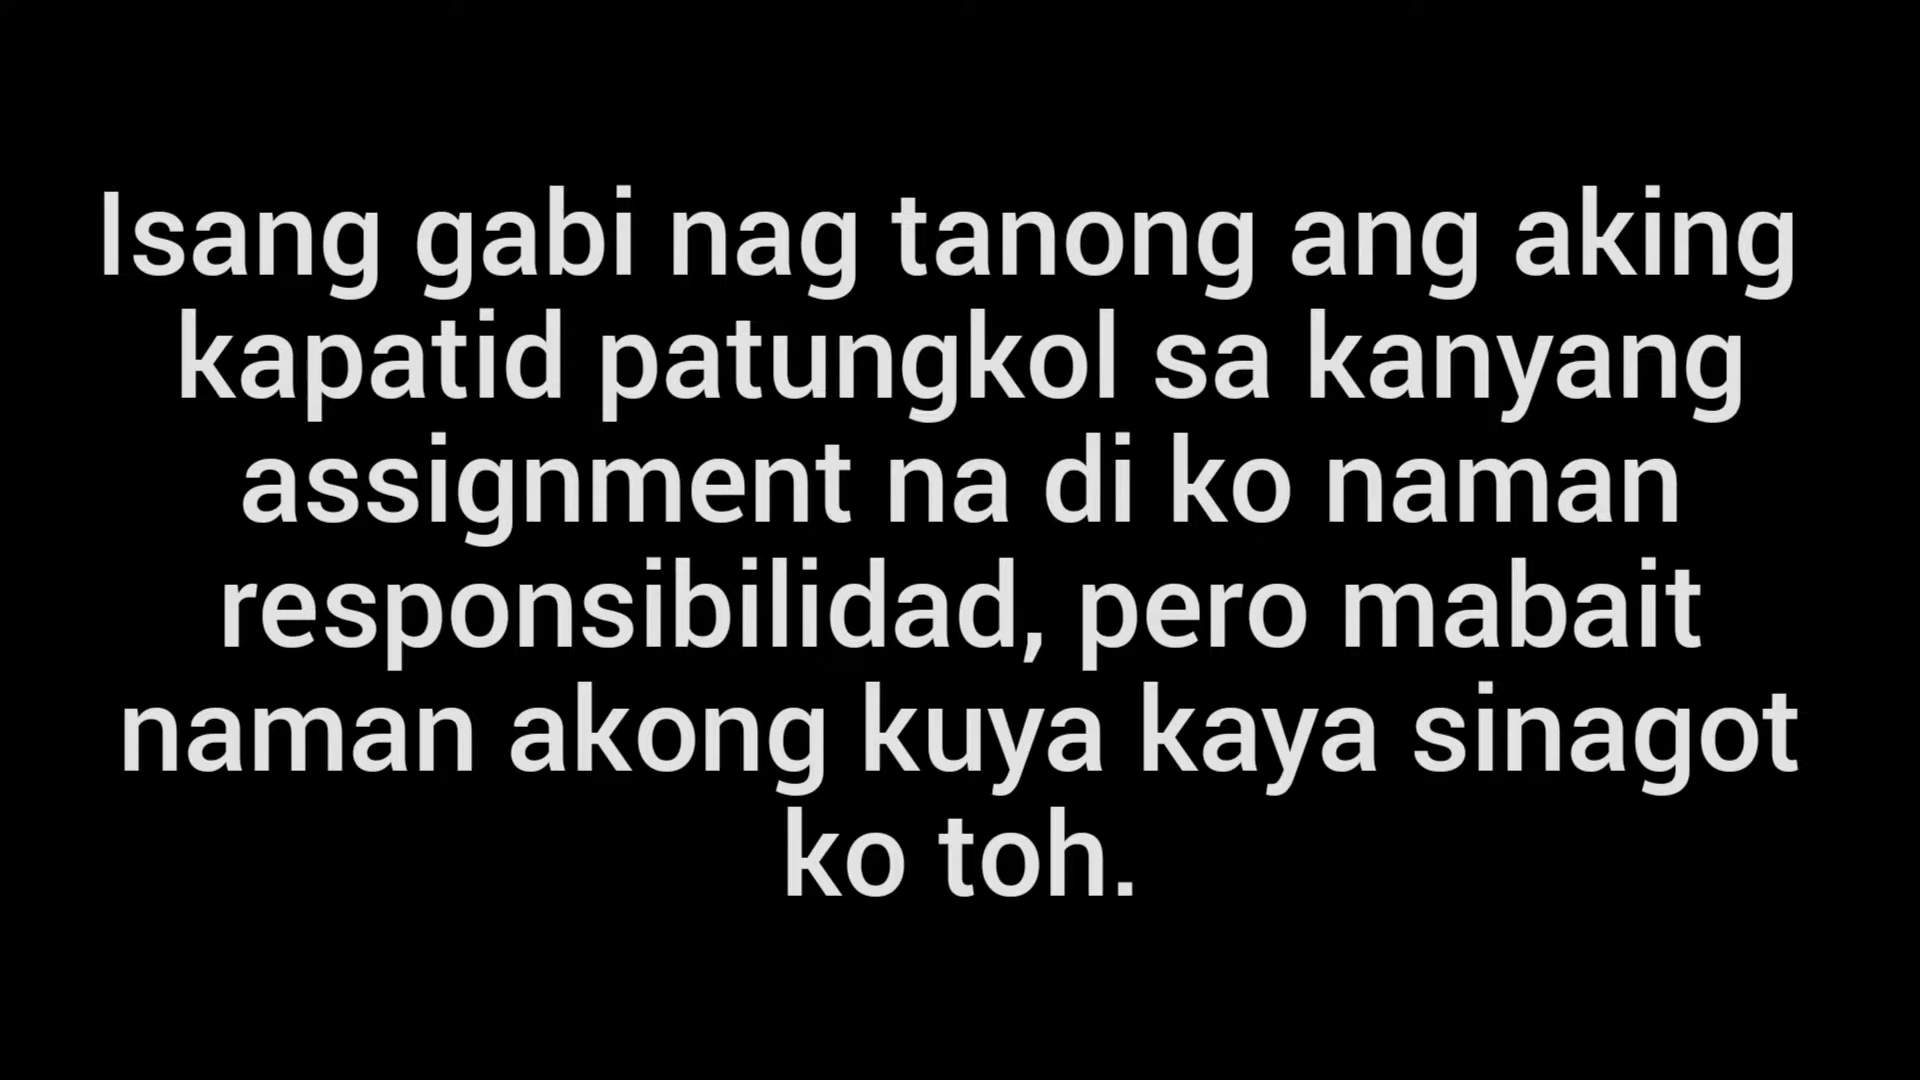 Isang gabi nag tanong ang aking
kapatid patungkol sa kanyang
assignment na di ko naman
responsibilidad, pero mabait
naman akong kuya kaya sinagot
ko toh.